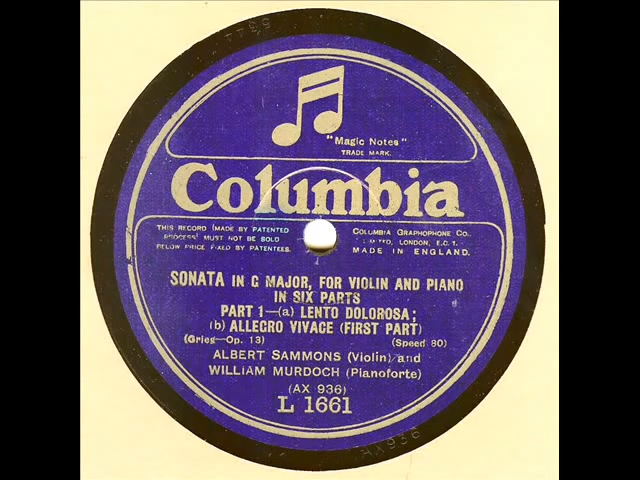 5344
"Magic Notes"
TRADE MARK.
Columbia
THIS RECORD (MADE BY PATENTED
PROCESS) MUST NOT BE SOLD
BELOW PRICE FIXED BY PATENTEES.
COLUMBIA GRAPHOPHONE CO.,
LIMITED, LONDON, E.C.1.
MADE IN ENGLAND.
SONATA IN G MAJOR, FOR VIOLIN AND PIANO
IN SIX PARTS
PART 1—(a) LENTO DOLOROSA;
(b) ALLEGRO VIVACE (FIRST PART)
(Grieg—Op. 13) (Speed 80)
ALBERT SAMMONS (Violin) and
WILLIAM MURDOCH (Pianoforte)
(AX 936)
L 1661
AX936